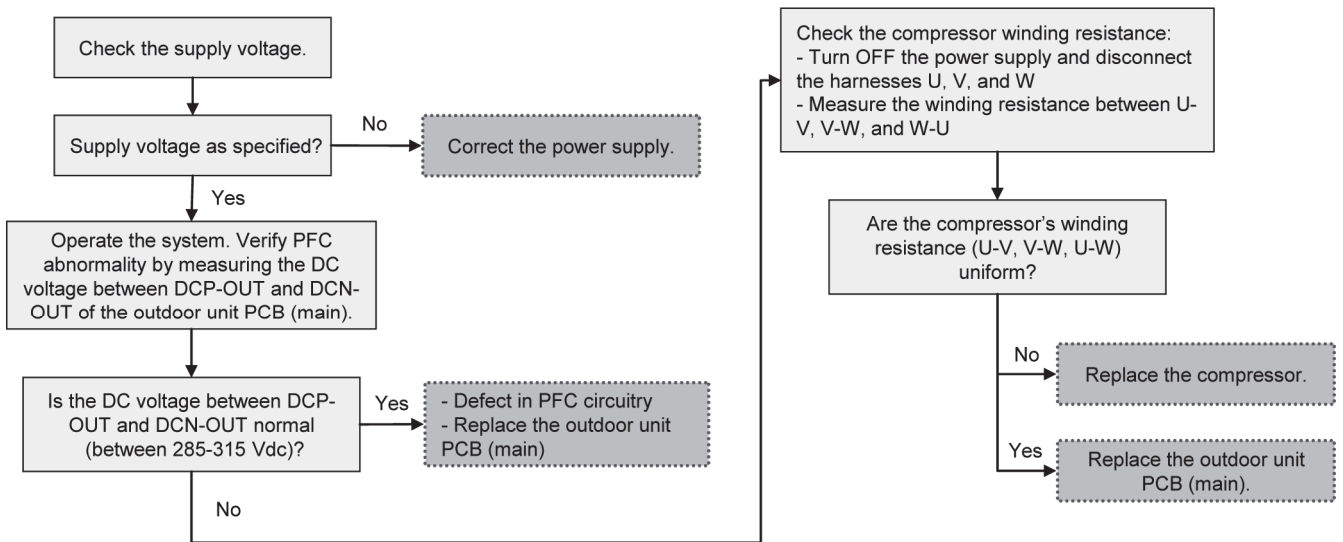 Check the supply voltage.
Supply voltage as specified?
No
Correct the power supply.
Yes
Operate the system. Verify PFC
abnormality by measuring the DC
voltage between DCP-OUT and DCN-
OUT of the outdoor unit PCB (main).
Is the DC voltage between DCP-
OUT and DCN-OUT normal
(between 285-315 Vdc)?
Yes
- Defect in PFC circuitry
- Replace the outdoor unit
PCB (main)
No
Check the compressor winding resistance:
- Turn OFF the power supply and disconnect
the harnesses U, V, and W
- Measure the winding resistance between U-
V, V-W, and W-U
Are the compressor’s winding
resistance (U-V, V-W, U-W)
uniform?
No
Replace the compressor.
Yes
Replace the outdoor unit
PCB (main).